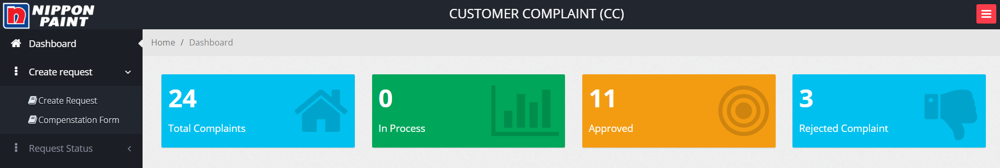 NIPPON
PAINT
CUSTOMER COMPLAINT (CC)
Dashboard
Create request
Create Request
Compenstation Form
Request Status
Home / Dashboard
24
Total Complaints
0
In Process
11
Approved
3
Rejected Complaint